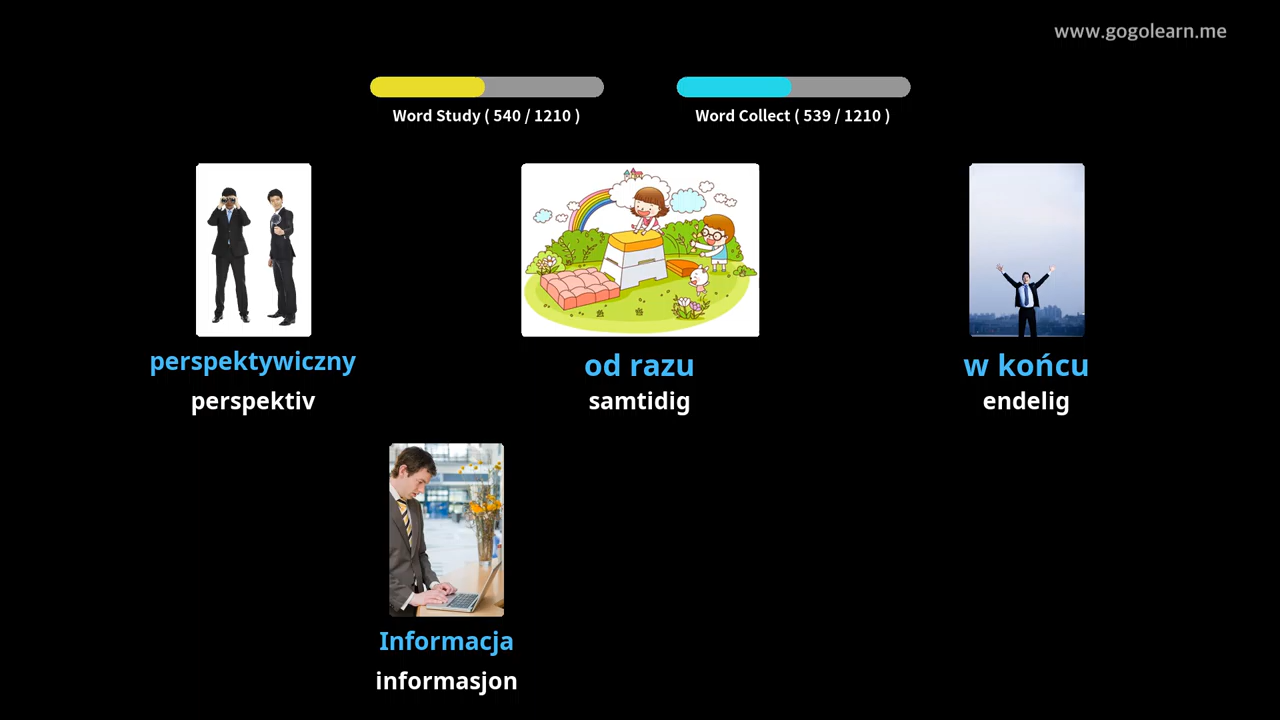 www.gogolearn.me
Word Study ( 540 / 1210 )
Word Collect ( 539 / 1210 )
perspektywiczny
perspektiv
od razu
samtidig
w końcu
endelig
Informacja
informasjon